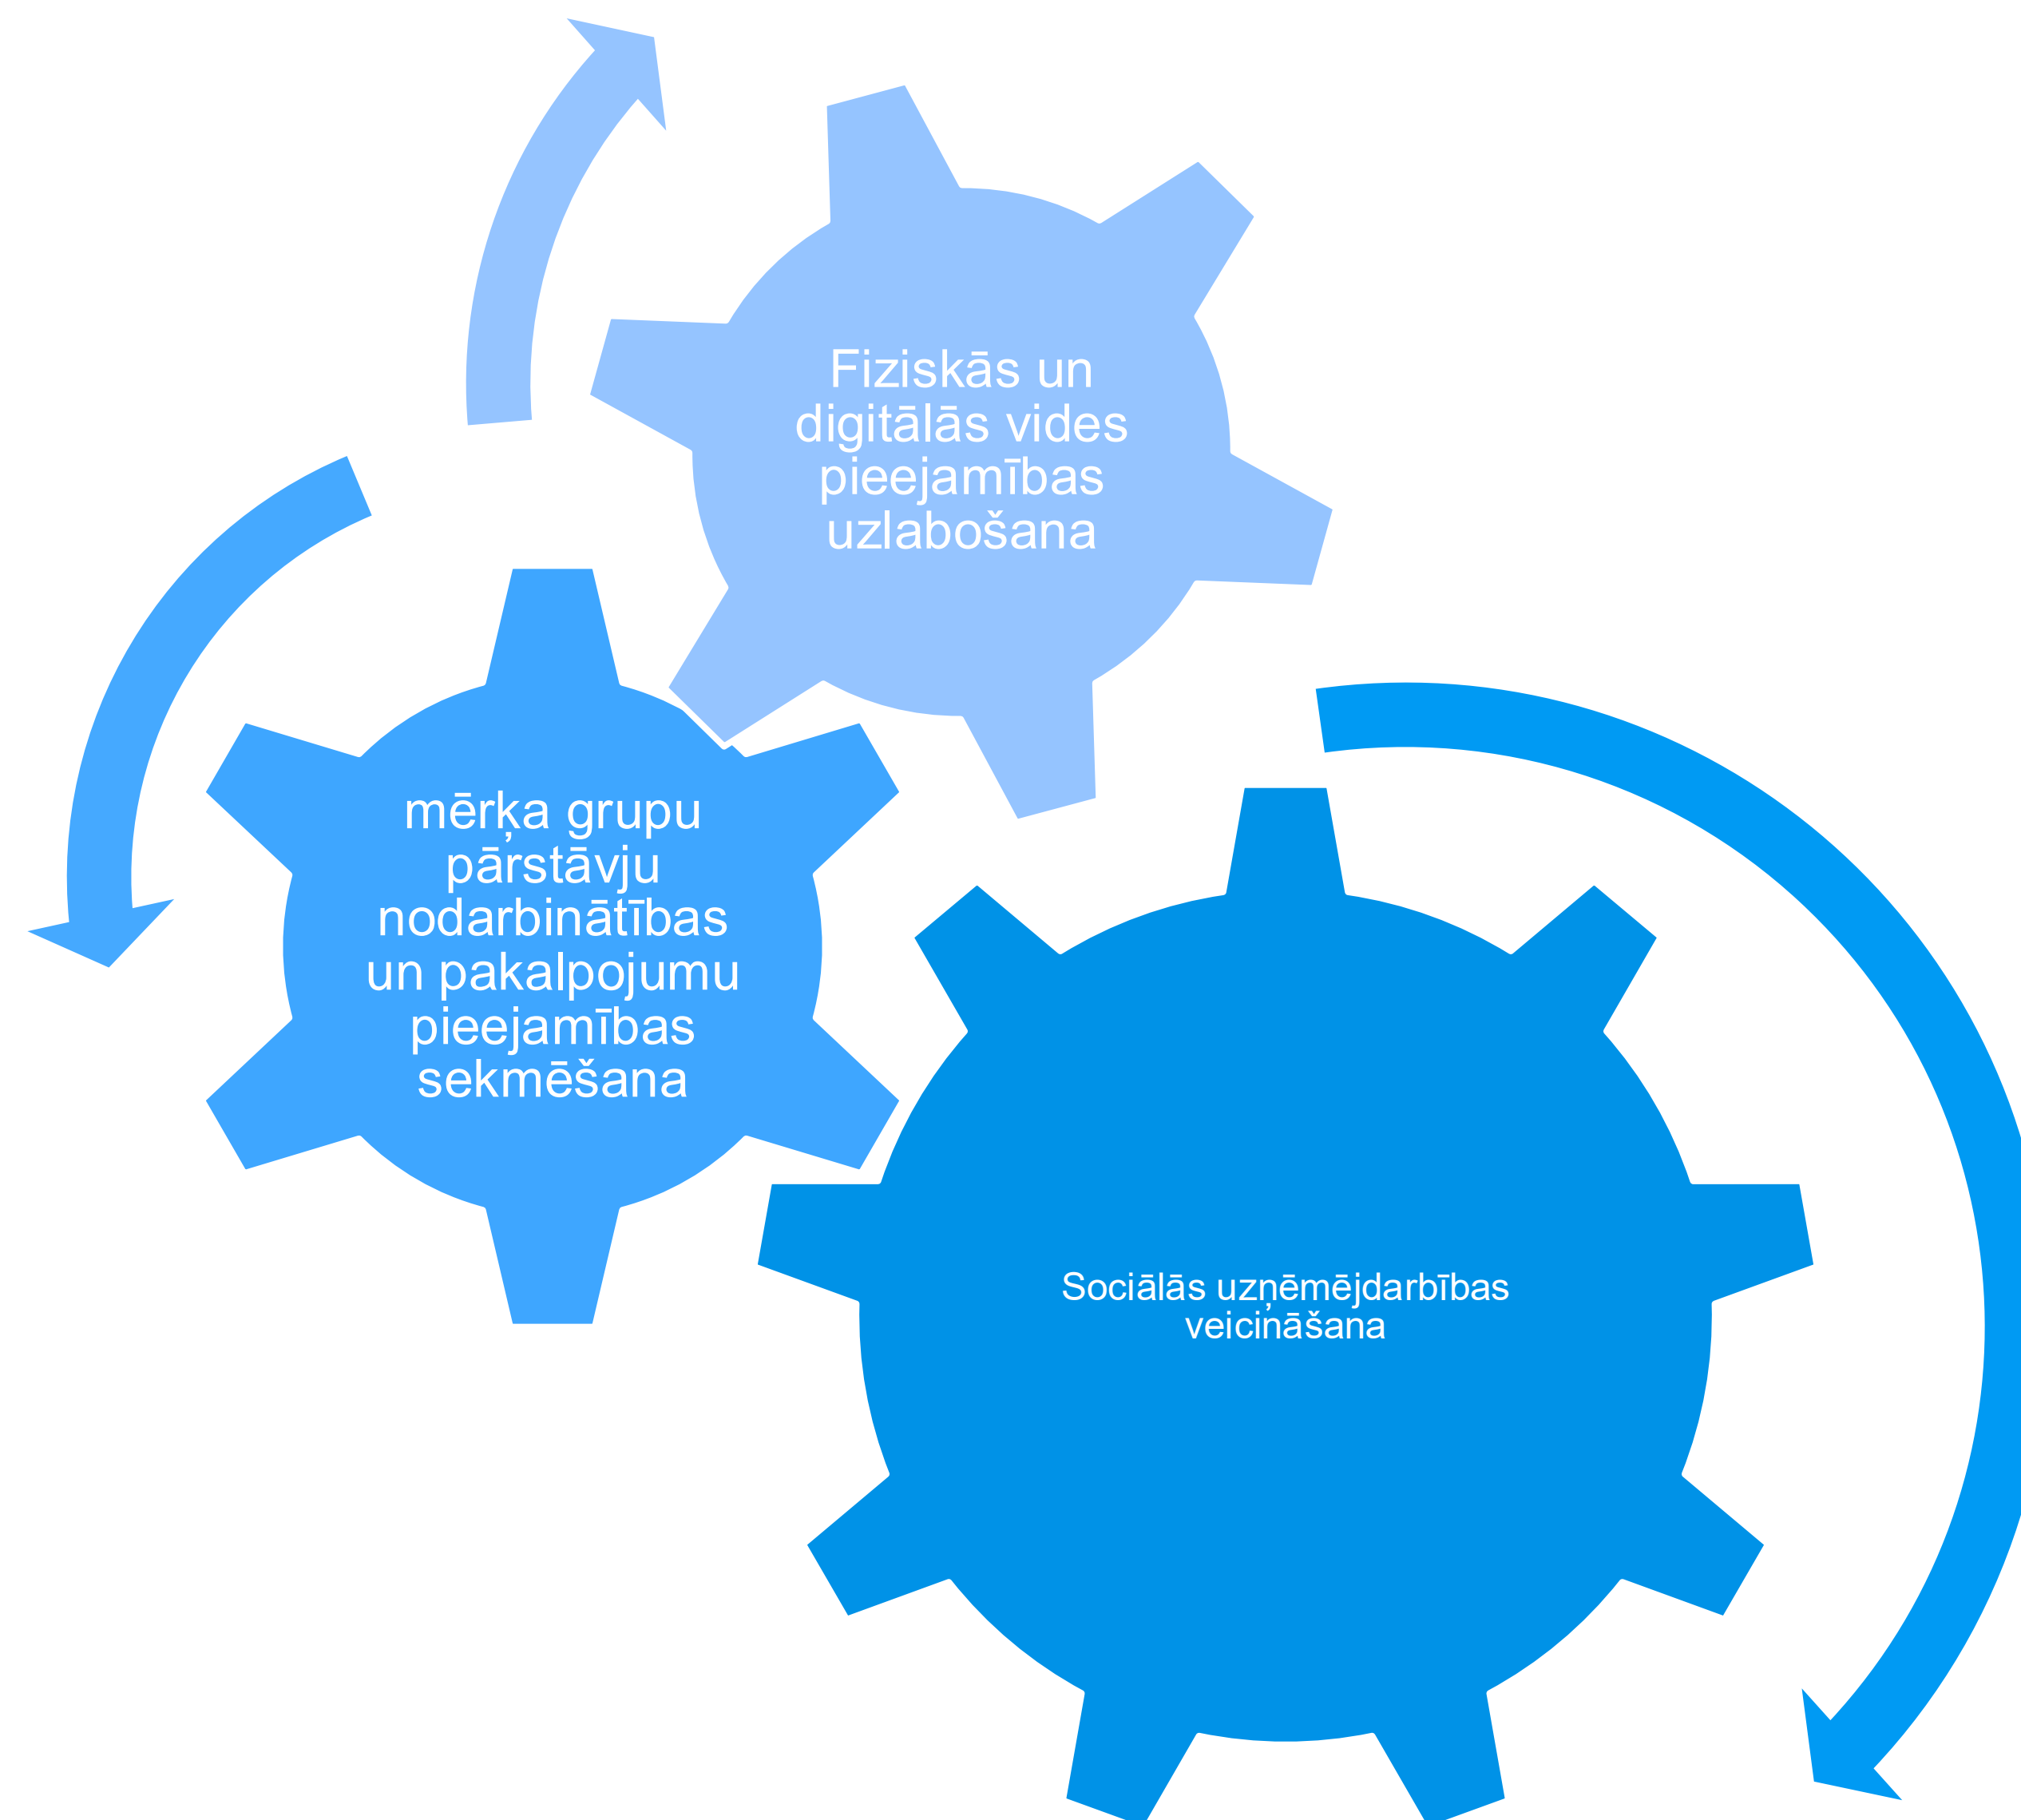 Fiziskās un
digitālās vides
pieejamības
uzlabošana
mērķa grupu
pārstāvju
nodarbinātības
un pakalpojumu
pieejamības
sekmēšana
Sociālās uzņēmējdarbības
veicināšana